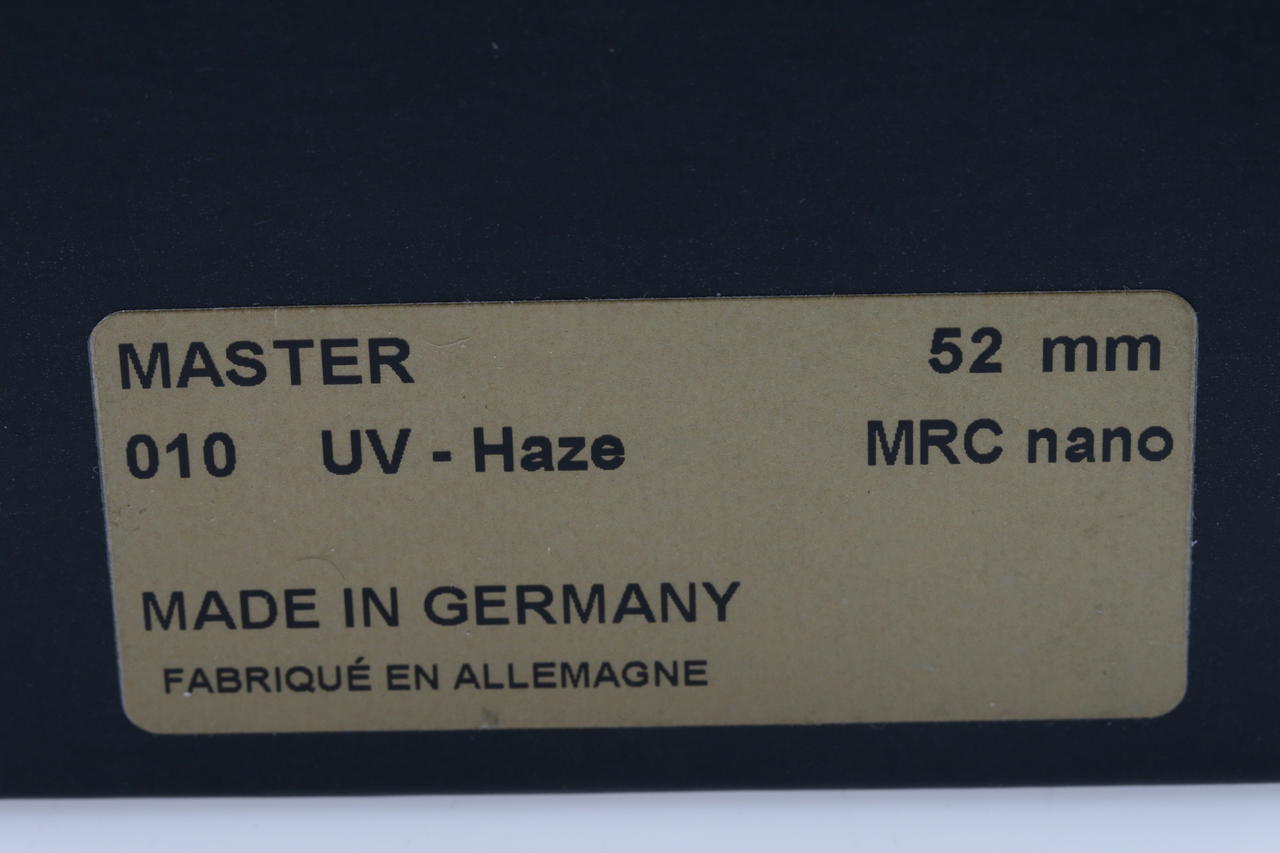 MASTER 52 mm
010 UV - Haze MRC nano
MADE IN GERMANY
FABRIQUÉ EN ALLEMAGNE